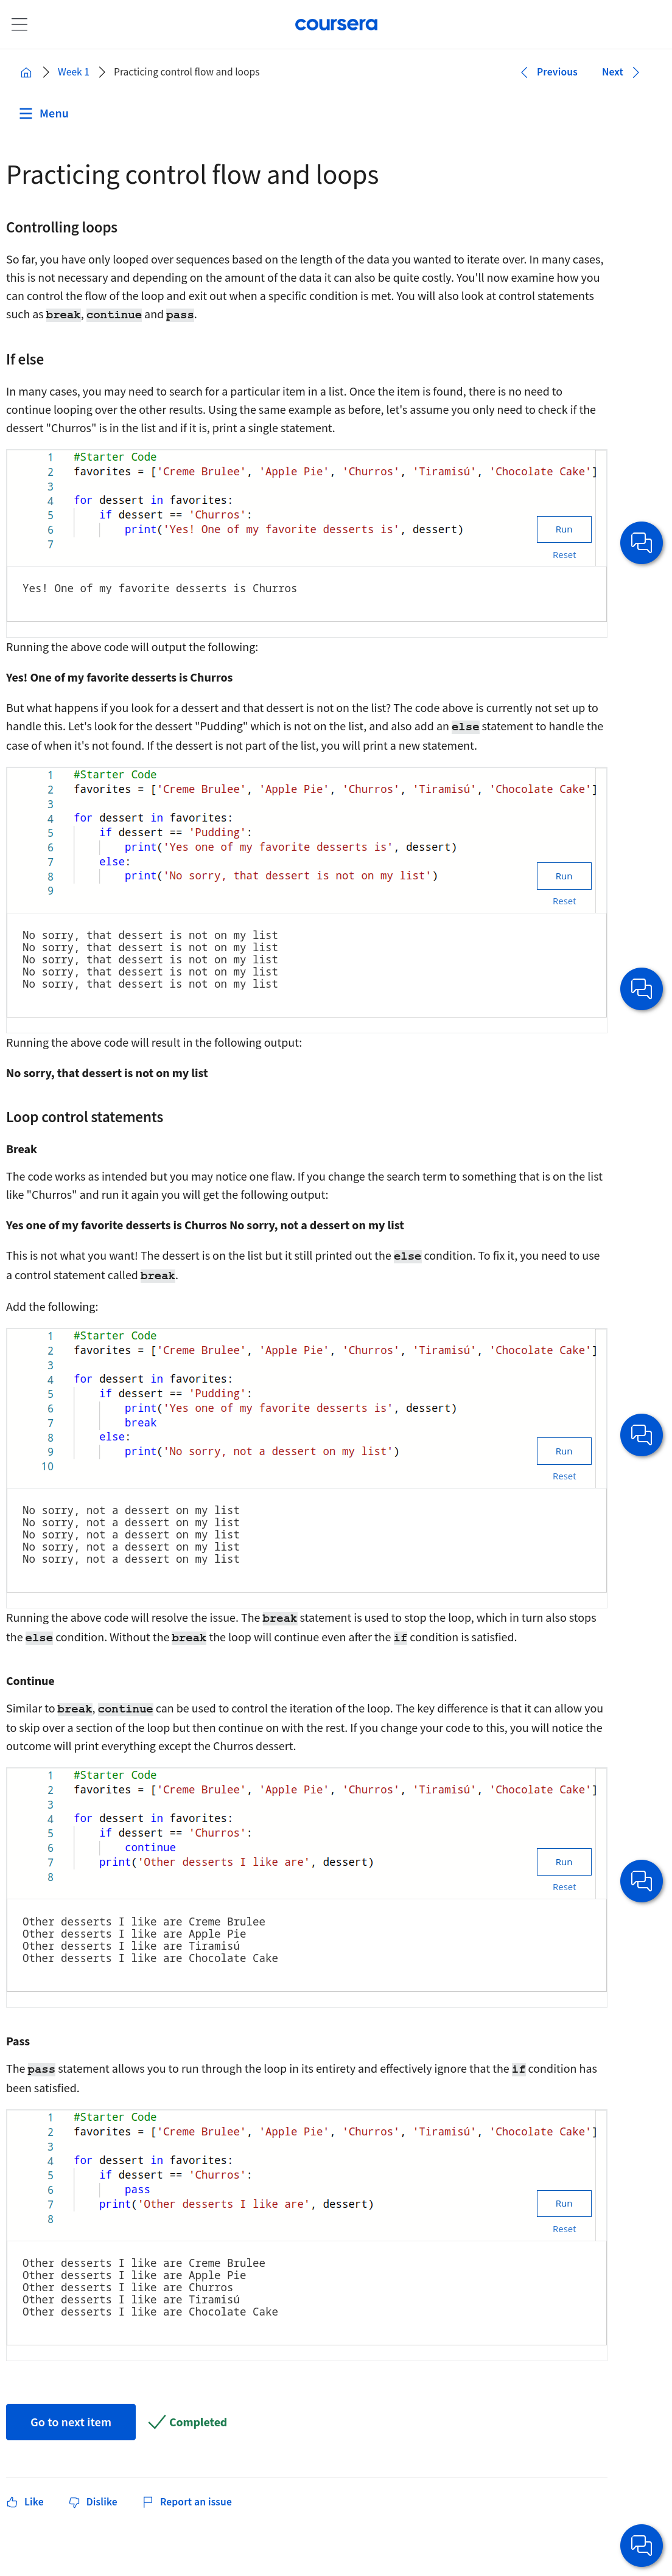 coursera
Week 1 Practicing control flow and loops Previous Next
Menu
Practicing control flow and loops
Controlling loops
So far, you have only looped over sequences based on the length of the data you wanted to iterate over. In many cases,
this is not necessary and depending on the amount of the data it can also be quite costly. You'll now examine how you
can control the flow of the loop and exit out when a specific condition is met. You will also look at control statements
such as break, continue and pass.
If else
In many cases, you may need to search for a particular item in a list. Once the item is found, there is no need to
continue looping over the other results. Using the same example as before, let's assume you only need to check if the
dessert "Churros" is in the list and if it is, print a single statement.
1 #Starter Code
2 favorites = ['Creme Brulee', 'Apple Pie', 'Churros', 'Tiramisú', 'Chocolate Cake']
3
4 for dessert in favorites:
5 if dessert == 'Churros':
6 print('Yes! One of my favorite desserts is', dessert)
7
Run
Reset
Yes! One of my favorite desserts is Churros
Running the above code will output the following:
Yes! One of my favorite desserts is Churros
But what happens if you look for a dessert and that dessert is not on the list? The code above is currently not set up to
handle this. Let's look for the dessert "Pudding" which is not on the list, and also add an else statement to handle the
case of when it's not found. If the dessert is not part of the list, you will print a new statement.
1 #Starter Code
2 favorites = ['Creme Brulee', 'Apple Pie', 'Churros', 'Tiramisú', 'Chocolate Cake']
3
4 for dessert in favorites:
5 if dessert == 'Pudding':
6 print('Yes one of my favorite desserts is', dessert)
7 else:
8 print('No sorry, that dessert is not on my list')
9
Run
Reset
No sorry, that dessert is not on my list
No sorry, that dessert is not on my list
No sorry, that dessert is not on my list
No sorry, that dessert is not on my list
No sorry, that dessert is not on my list
Running the above code will result in the following output:
No sorry, that dessert is not on my list
Loop control statements
Break
The code works as intended but you may notice one flaw. If you change the search term to something that is on the list
like "Churros" and run it again you will get the following output:
Yes one of my favorite desserts is Churros No sorry, not a dessert on my list
This is not what you want! The dessert is on the list but it still printed out the else condition. To fix it, you need to use
a control statement called break.
Add the following:
1 #Starter Code
2 favorites = ['Creme Brulee', 'Apple Pie', 'Churros', 'Tiramisú', 'Chocolate Cake']
3
4 for dessert in favorites:
5 if dessert == 'Pudding':
6 print('Yes one of my favorite desserts is', dessert)
7 break
8 else:
9 print('No sorry, not a dessert on my list')
10
Run
Reset
No sorry, not a dessert on my list
No sorry, not a dessert on my list
No sorry, not a dessert on my list
No sorry, not a dessert on my list
No sorry, not a dessert on my list
Running the above code will resolve the issue. The break statement is used to stop the loop, which in turn also stops
the else condition. Without the break the loop will continue even after the if condition is satisfied.
Continue
Similar to break, continue can be used to control the iteration of the loop. The key difference is that it can allow you
to skip over a section of the loop but then continue on with the rest. If you change your code to this, you will notice the
outcome will print everything except the Churros dessert.
1 #Starter Code
2 favorites = ['Creme Brulee', 'Apple Pie', 'Churros', 'Tiramisú', 'Chocolate Cake']
3
4 for dessert in favorites:
5 if dessert == 'Churros':
6 continue
7 print('Other desserts I like are', dessert)
8
Run
Reset
Other desserts I like are Creme Brulee
Other desserts I like are Apple Pie
Other desserts I like are Tiramisú
Other desserts I like are Chocolate Cake
Pass
The pass statement allows you to run through the loop in its entirety and effectively ignore that the if condition has
been satisfied.
1 #Starter Code
2 favorites = ['Creme Brulee', 'Apple Pie', 'Churros', 'Tiramisú', 'Chocolate Cake']
3
4 for dessert in favorites:
5 if dessert == 'Churros':
6 pass
7 print('Other desserts I like are', dessert)
8
Run
Reset
Other desserts I like are Creme Brulee
Other desserts I like are Apple Pie
Other desserts I like are Churros
Other desserts I like are Tiramisú
Other desserts I like are Chocolate Cake
Go to next item Completed
Like Dislike Report an issue